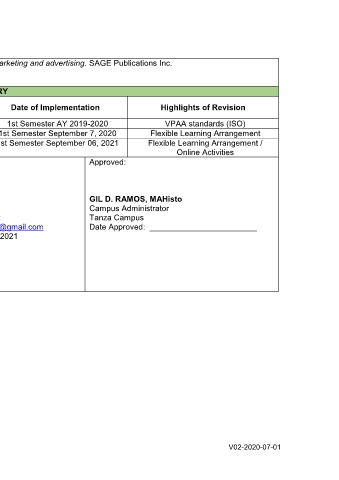 arketing and advertising. SAGE Publications Inc.
RY
Date of Implementation Highlights of Revision
1st Semester AY 2019-2020 VPAA standards (ISO)
1st Semester September 7, 2020 Flexible Learning Arrangement
st Semester September 06, 2021 Flexible Learning Arrangement /
Online Activities
Approved:
GIL D. RAMOS, MAHisto
Campus Administrator
@gmail.com Tanza Campus
2021 Date Approved:
V02-2020-07-01